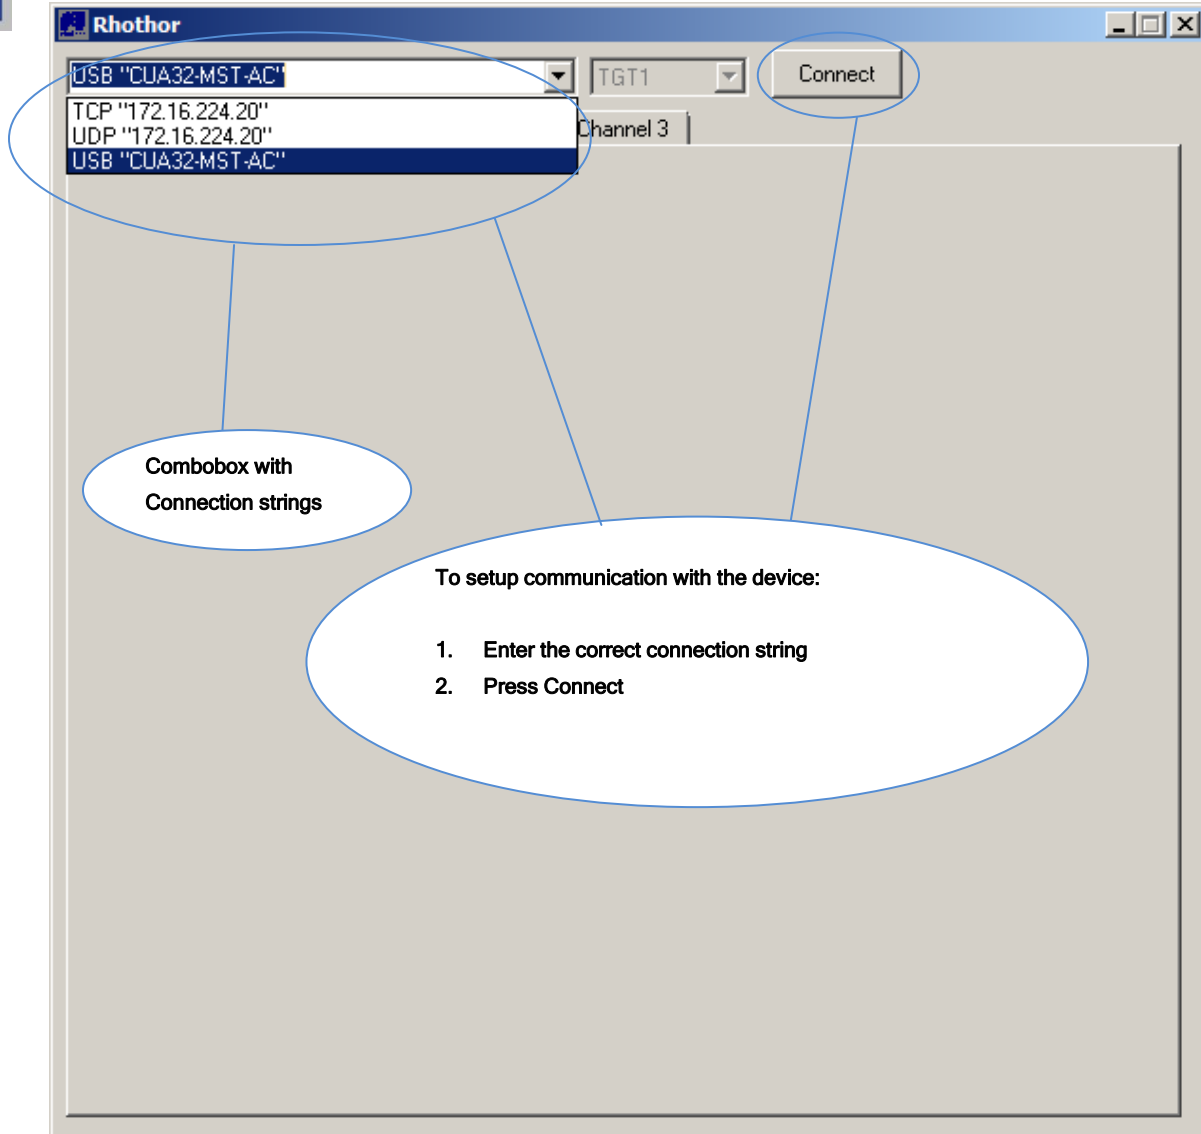 Rhothor
USB "CUA32-MST-AC"
TGT1
Connect
TCP "172.16.224.20"
UDP "172.16.224.20"
USB "CUA32-MST-AC"
Channel 3
Combobox with
Connection strings
To setup communication with the device:
1. Enter the correct connection string
2. Press Connect